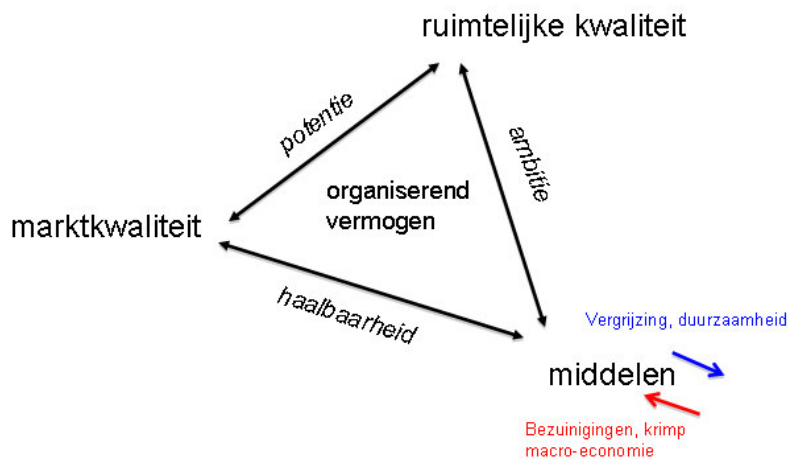 ruimtelijke kwaliteit
potentie
ambitie
organiserend
vermogen
marktkwaliteit
haalbaarheid
Vergrijzing, duurzaamheid
middelen
Bezuinigingen, krimp
macro-economie